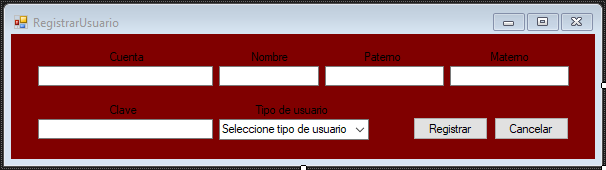 RegistrarUsuario
Cuenta Nombre Paterno Materno
Clave Tipo de usuario
Seleccione tipo de usuario Registrar Cancelar